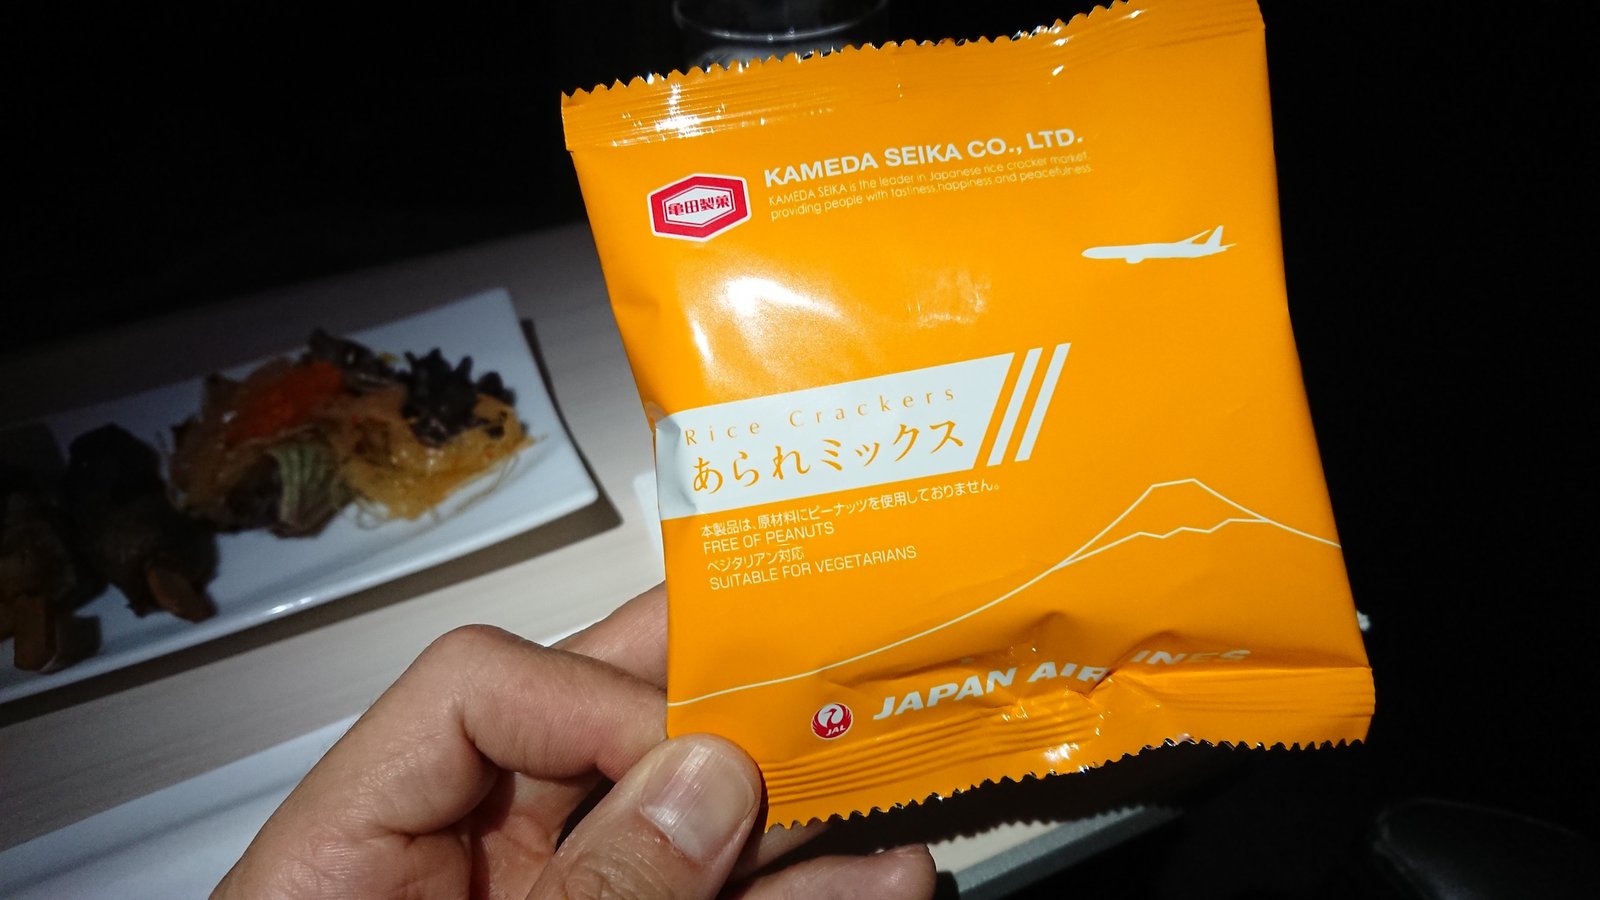 亀田製菓
KAMEDA SEIKA CO., LTD.
KAMEDA SEIKA is the leader in Japanese rice cracker market,
providing people with tastiness,happiness and peacefulness.
Rice Crackers
あられミックス
本製品は、原材料にピーナッツを使用しておりません。
FREE OF PEANUTS
ベジタリアン対応
SUITABLE FOR VEGETARIANS
JAL
JAPAN AIRLINES